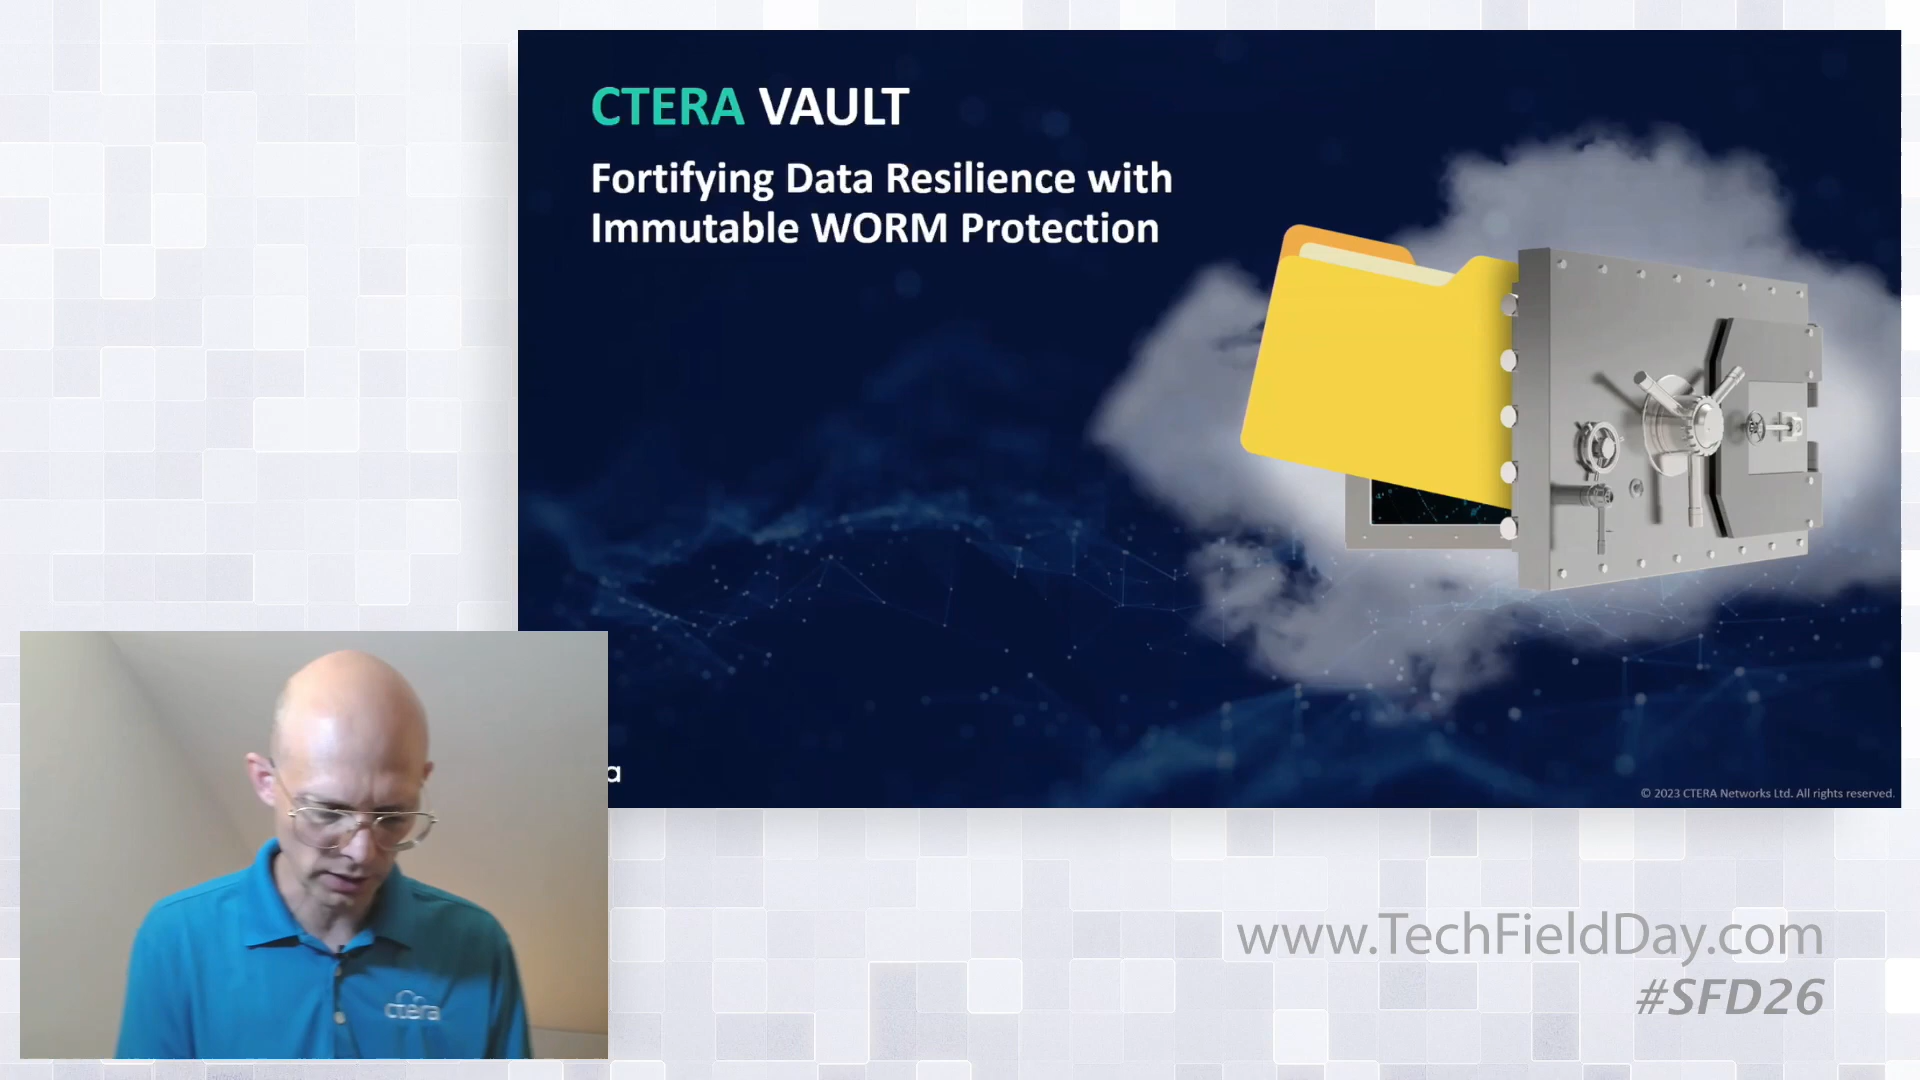 CTERA VAULT
Fortifying Data Resilience with
Immutable WORM Protection
a
© 2023 CTERA Networks Ltd. All rights reserved.
ctera
www.TechFieldDay.com
#SFD26